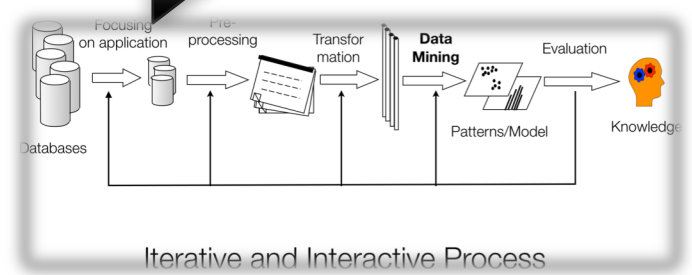 Focusing
on application
Pre-
processing
Transfor
mation
Data
Mining
Evaluation
Databases
Patterns/Model
Knowledge
Iterative and Interactive Process